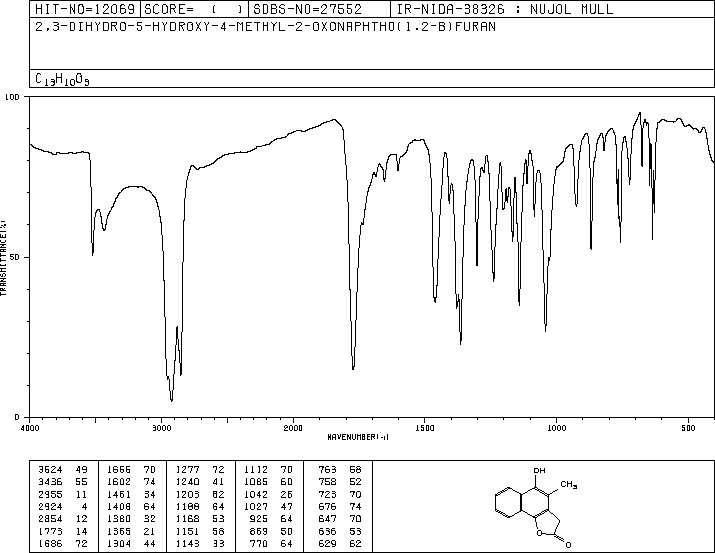 HIT-NO=12069 SCORE= ( ) SDBS-NO=27552 IR-NIDA-38326 : NUJOL MULL
2,3-DIHYDRO-5-HYDROXY-4-METHYL-2-OXONAPHTHO(1,2-B)FURAN
C13H10O3
100
50
0
TRANSMITTANCE(%)
4000 3000 2000 1500 1000 500
WAVENUMBER(-1)
3524 49 1666 70 1277 72 1112 70 763 68
3436 55 1602 74 1240 41 1085 60 758 52
2955 11 1461 34 1203 62 1042 26 723 70
2924 4 1408 64 1188 64 1027 47 676 74
2854 12 1380 32 1168 53 925 64 647 70
1773 14 1365 21 1151 58 869 50 636 53
1686 72 1304 44 1143 33 770 64 629 62
OH
CH3
O
O